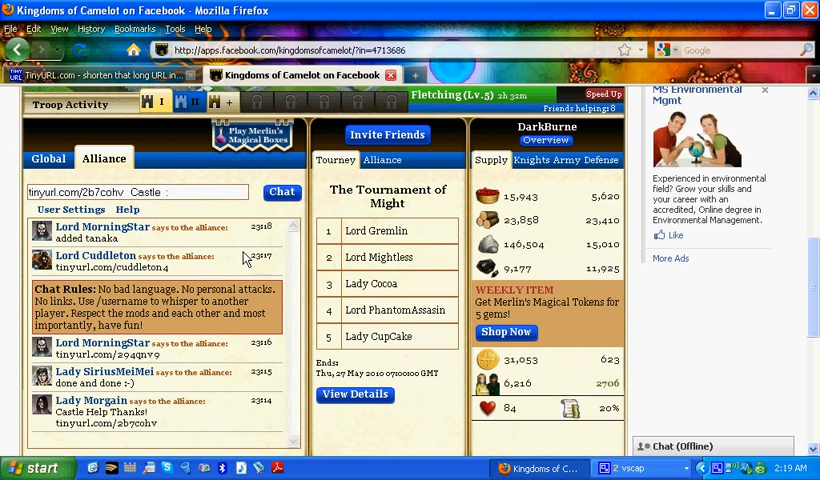 Kingdoms of Camelot on Facebook - Mozilla Firefox
File Edit View History Bookmarks Tools Help
http://apps.facebook.com/kingdomsofcamelot/?in=4713686
Google
TinyURL.com - shorten that long URL in...
Kingdoms of Camelot on Facebook
Troop Activity
I
II
+
Fletching (Lv.5) 2h 32m
Speed Up
Friends helping: 8
Play Merlin's
Magical Boxes
Global
Alliance
tinyurl.com/2b7cohv Castle :
Chat
User Settings Help
Lord MorningStar says to the alliance: 23:18
added tanaka
Lord Cuddleton says to the alliance: 23:17
tinyurl.com/cuddleton4
Chat Rules: No bad language. No personal attacks.
No links. Use /username to whisper to another
player. Respect the mods and each other and most
importantly, have fun!
Lord MorningStar says to the alliance: 23:16
tinyurl.com/294qnv9
Lady SiriusMeiMei says to the alliance: 23:15
done and done :-)
Lady Morgain says to the alliance: 23:14
Castle Help Thanks!
tinyurl.com/2b7cohv
Invite Friends
Tourney
Alliance
The Tournament of
Might
1 Lord Gremlin
2 Lord Mightless
3 Lady Cocoa
4 Lord PhantomAssasin
5 Lady CupCake
Ends:
Thu, 27 May 2010 07:00:00 GMT
View Details
DarkBurne
Overview
Supply Knights Army Defense
15,943 5,620
23,858 23,410
146,504 15,010
9,177 11,925
WEEKLY ITEM
Get Merlin's Magical Tokens for
5 gems!
Shop Now
31,053 623
6,216 2706
84 20%
MS Environmental
Mgmt
Experienced in environmental
field? Grow your skills and
your career with an
accredited, Online degree in
Environmental Management.
Like
More Ads
Chat (Offline)
start
Kingdoms of C...
2 vscap
2:19 AM